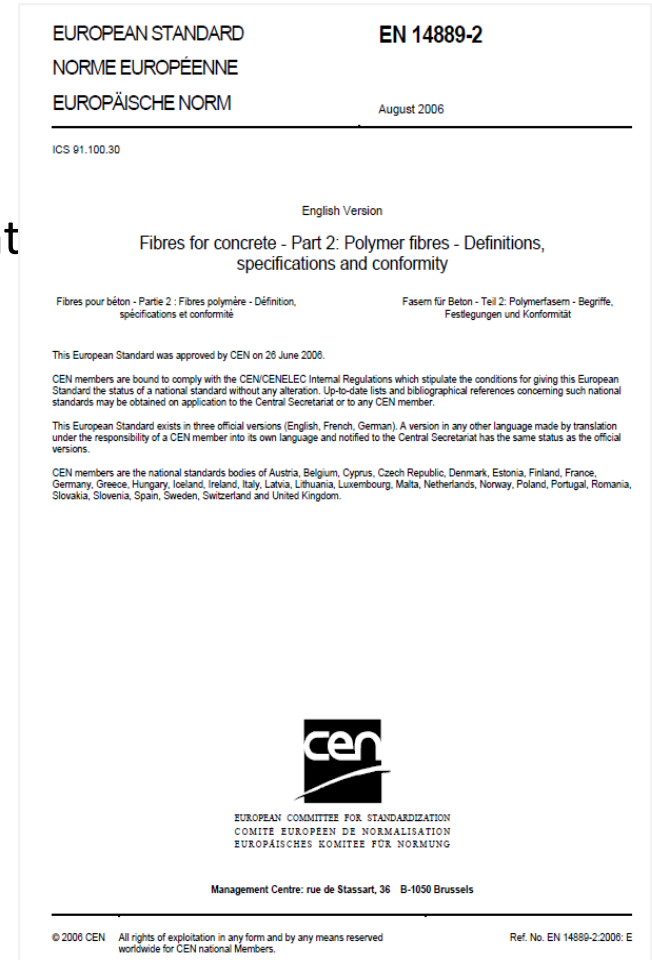 EUROPEAN STANDARD
EN 14889-2
NORME EUROPÉENNE
EUROPÄISCHE NORM
August 2006
ICS 91.100.30
English Version
t
Fibres for concrete - Part 2: Polymer fibres - Definitions,
specifications and conformity
Fibres pour béton - Partie 2 : Fibres polymère - Définition,
spécifications et conformité
Fasern für Beton - Teil 2: Polymerfasern - Begriffe,
Festlegungen und Konformität
This European Standard was approved by CEN on 26 June 2006.
CEN members are bound to comply with the CEN/CENELEC Internal Regulations which stipulate the conditions for giving this European
Standard the status of a national standard without any alteration. Up-to-date lists and bibliographical references concerning such national
standards may be obtained on application to the Central Secretariat or to any CEN member.
This European Standard exists in three official versions (English, French, German). A version in any other language made by translation
under the responsibility of a CEN member into its own language and notified to the Central Secretariat has the same status as the official
versions.
CEN members are the national standards bodies of Austria, Belgium, Cyprus, Czech Republic, Denmark, Estonia, Finland, France,
Germany, Greece, Hungary, Iceland, Ireland, Italy, Latvia, Lithuania, Luxembourg, Malta, Netherlands, Norway, Poland, Portugal, Romania,
Slovakia, Slovenia, Spain, Sweden, Switzerland and United Kingdom.
cen
EUROPEAN COMMITTEE FOR STANDARDIZATION
COMITÉ EUROPÉEN DE NORMALISATION
EUROPÄISCHES KOMITEE FÜR NORMUNG
Management Centre: rue de Stassart, 36 B-1050 Brussels
© 2006 CEN All rights of exploitation in any form and by any means reserved
worldwide for CEN national Members.
Ref. No. EN 14889-2:2006: E